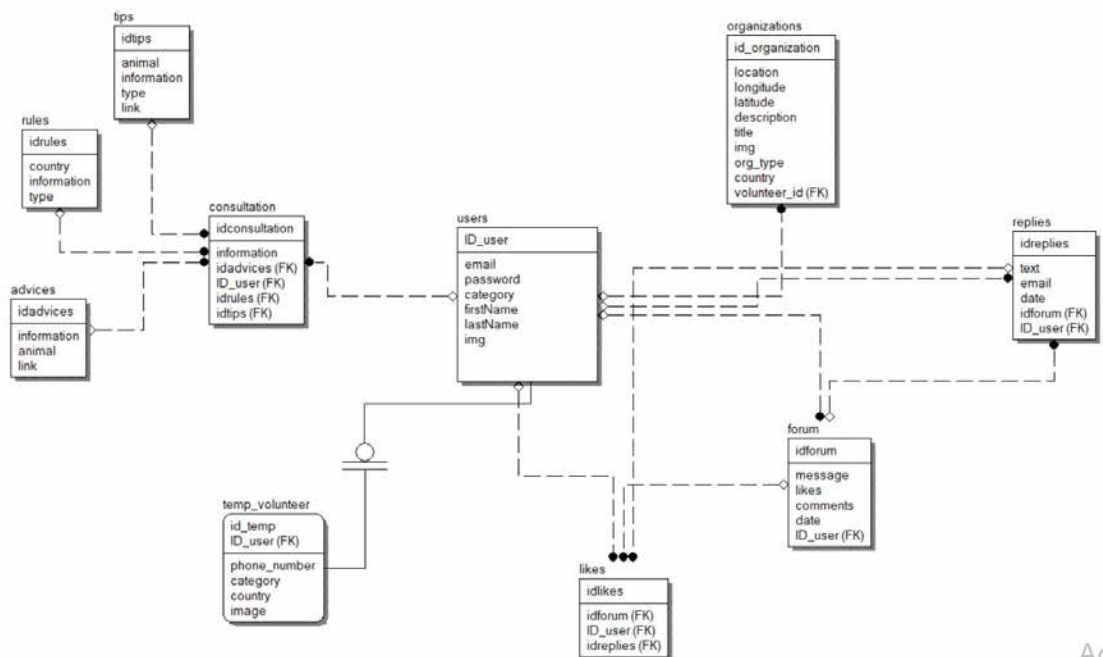 tips
idtips
animal
information
type
link
rules
idrules
country
information
type
advices
idadvices
information
animal
link
consultation
idconsultation
information
idadvices (FK)
ID_user (FK)
idrules (FK)
idtips (FK)
users
ID_user
email
password
category
firstName
lastName
img
organizations
id_organization
location
longitude
latitude
description
title
img
org_type
country
volunteer_id (FK)
replies
idreplies
text
email
date
idforum (FK)
ID_user (FK)
forum
idforum
message
likes
comments
date
ID_user (FK)
temp_volunteer
id_temp
ID_user (FK)
phone_number
category
country
image
likes
idlikes
idforum (FK)
ID_user (FK)
idreplies (FK)